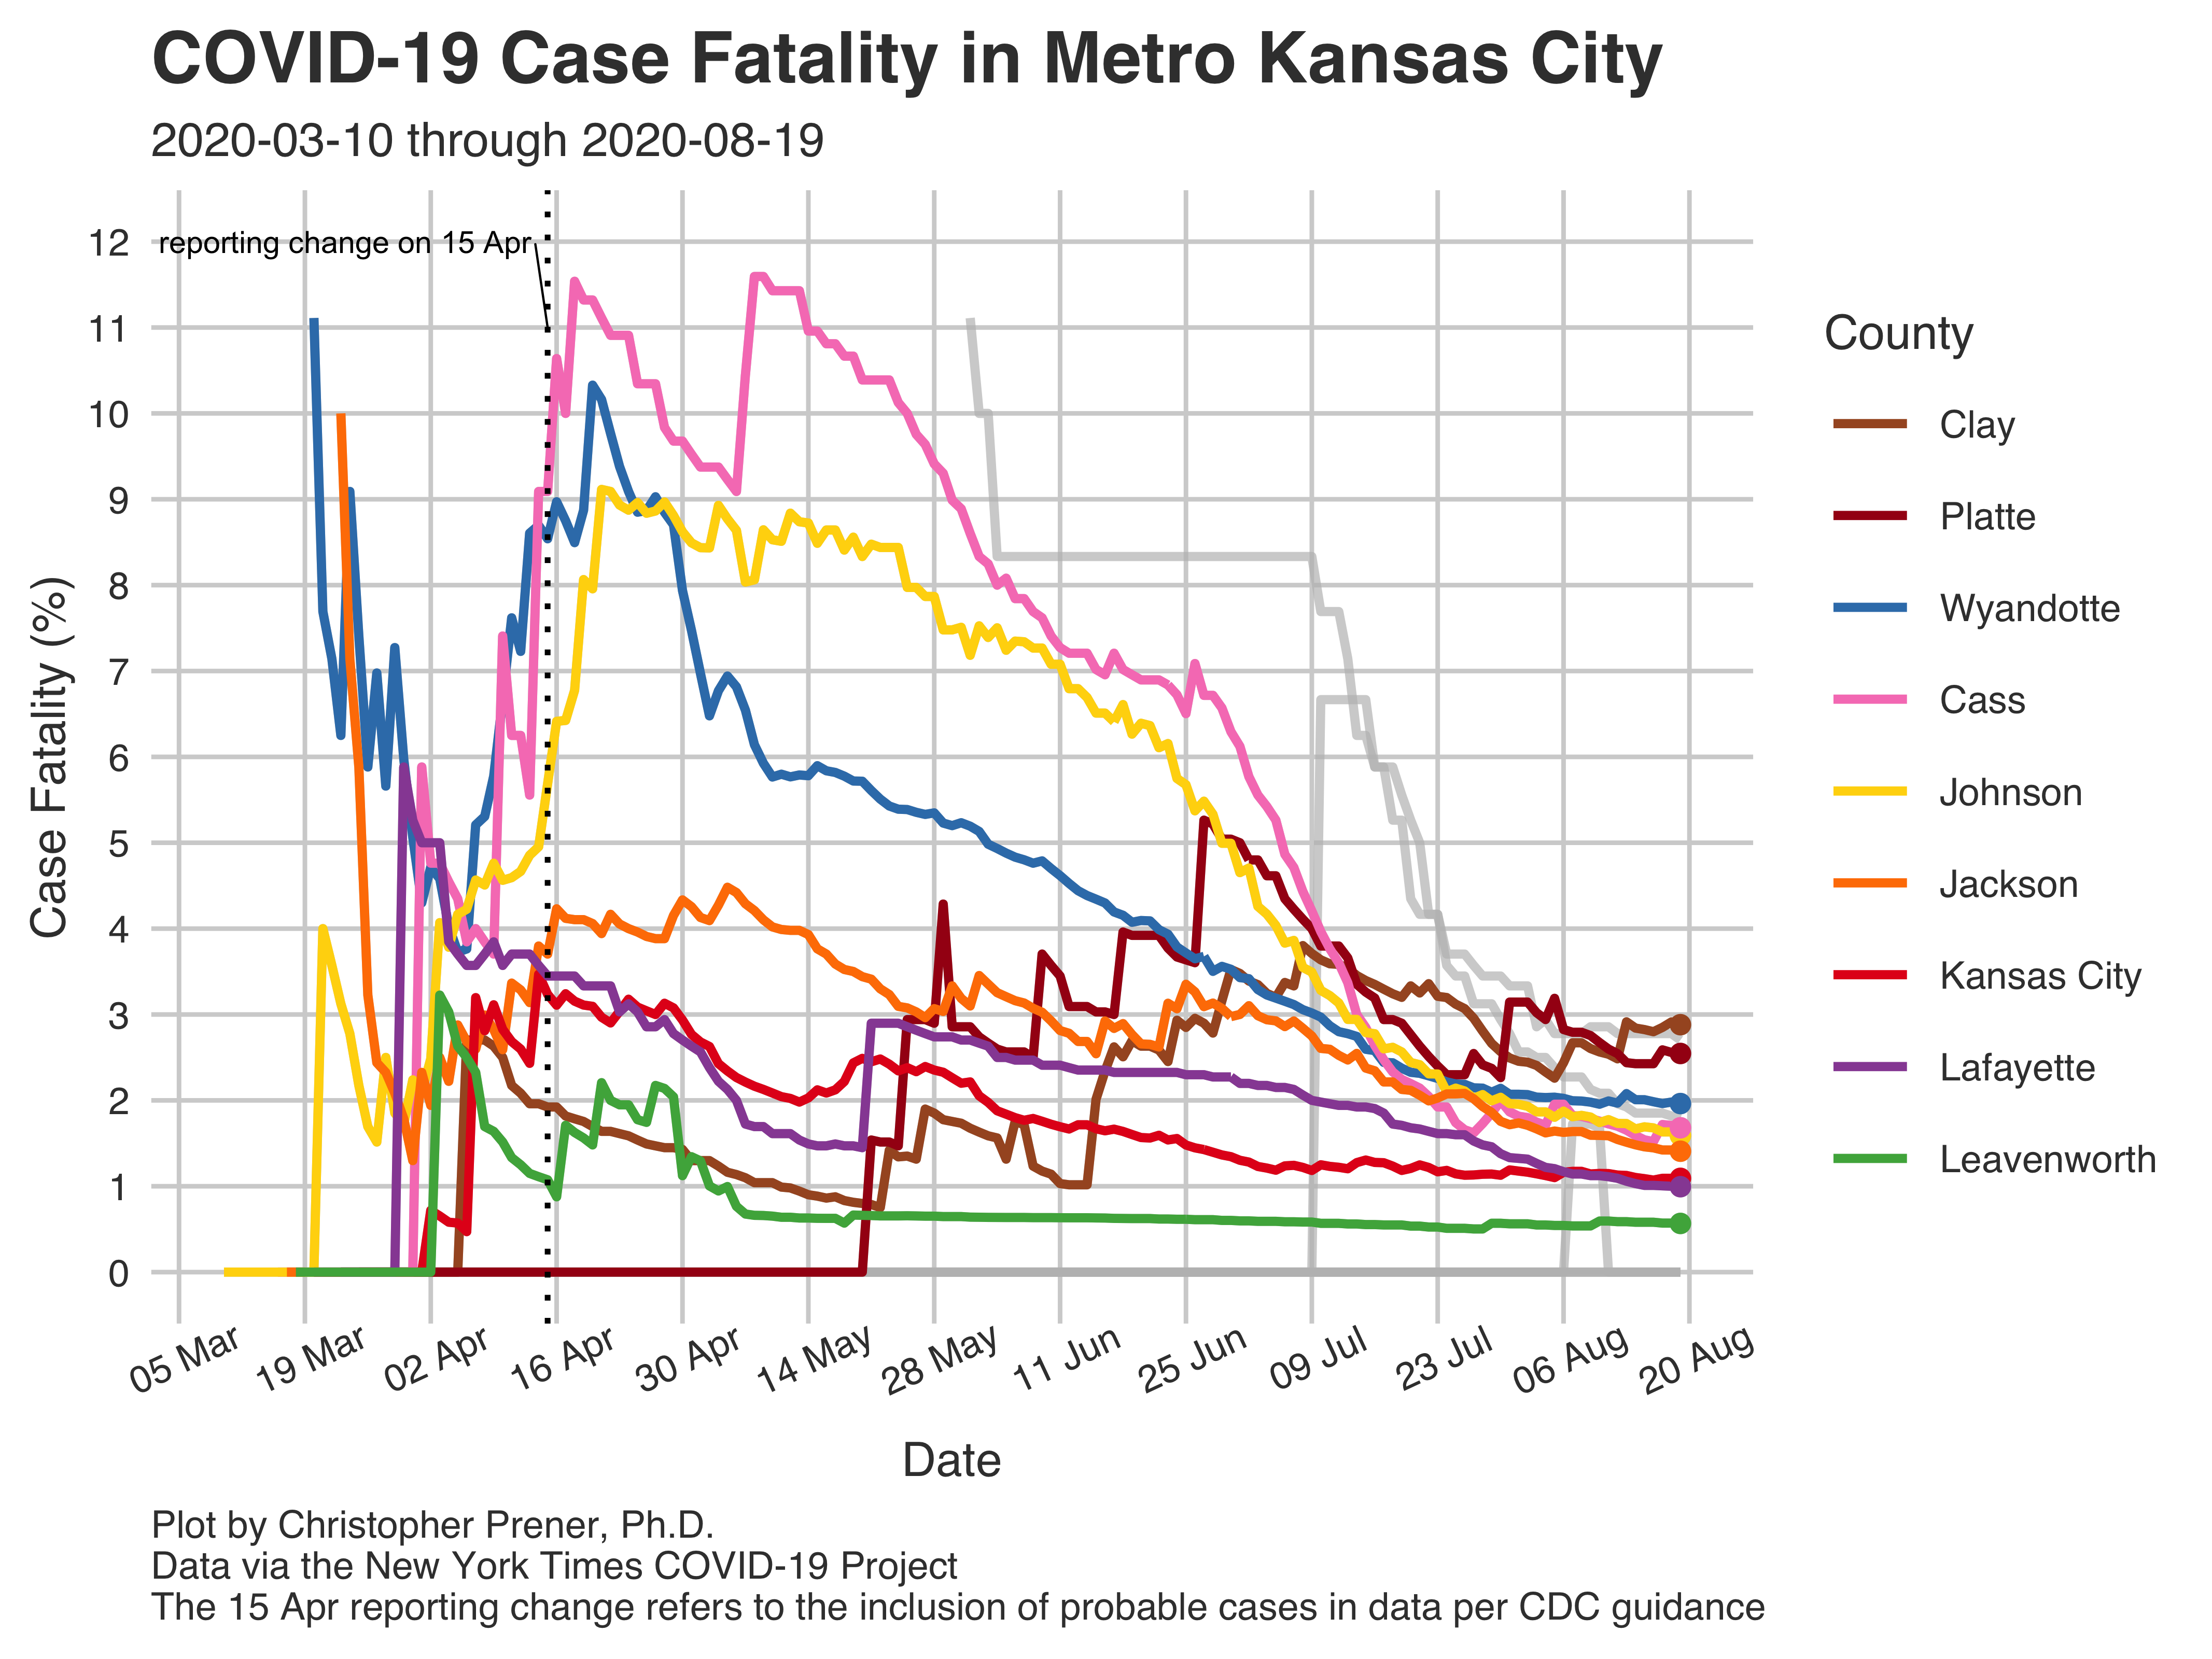 COVID-19 Case Fatality in Metro Kansas City
2020-03-10 through 2020-08-19
reporting change on 15 Apr
Case Fatality (%)
12
11
10
9
8
7
6
5
4
3
2
1
0
05 Mar
19 Mar
02 Apr
16 Apr
30 Apr
14 May
28 May
11 Jun
25 Jun
09 Jul
23 Jul
06 Aug
20 Aug
Date
County
Clay
Platte
Wyandotte
Cass
Johnson
Jackson
Kansas City
Lafayette
Leavenworth
Plot by Christopher Prener, Ph.D.
Data via the New York Times COVID-19 Project
The 15 Apr reporting change refers to the inclusion of probable cases in data per CDC guidance